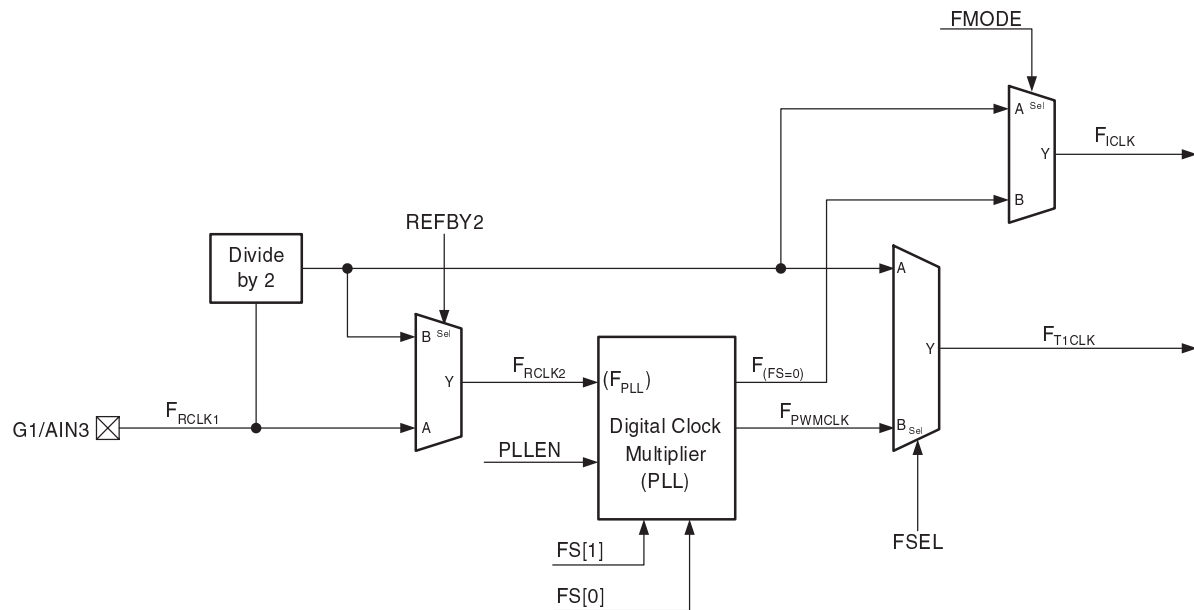 FMODE
A Sel
Y
B
FICLK
REFBY2
Divide
by 2
B Sel
Y
A
FRCLK2
G1/AIN3
FRCLK1
PLLEN
(FPLL)
Digital Clock
Multiplier
(PLL)
F(FS=0)
FPWMCLK
A
Y
B Sel
FT1CLK
FSEL
FS[1]
FS[0]